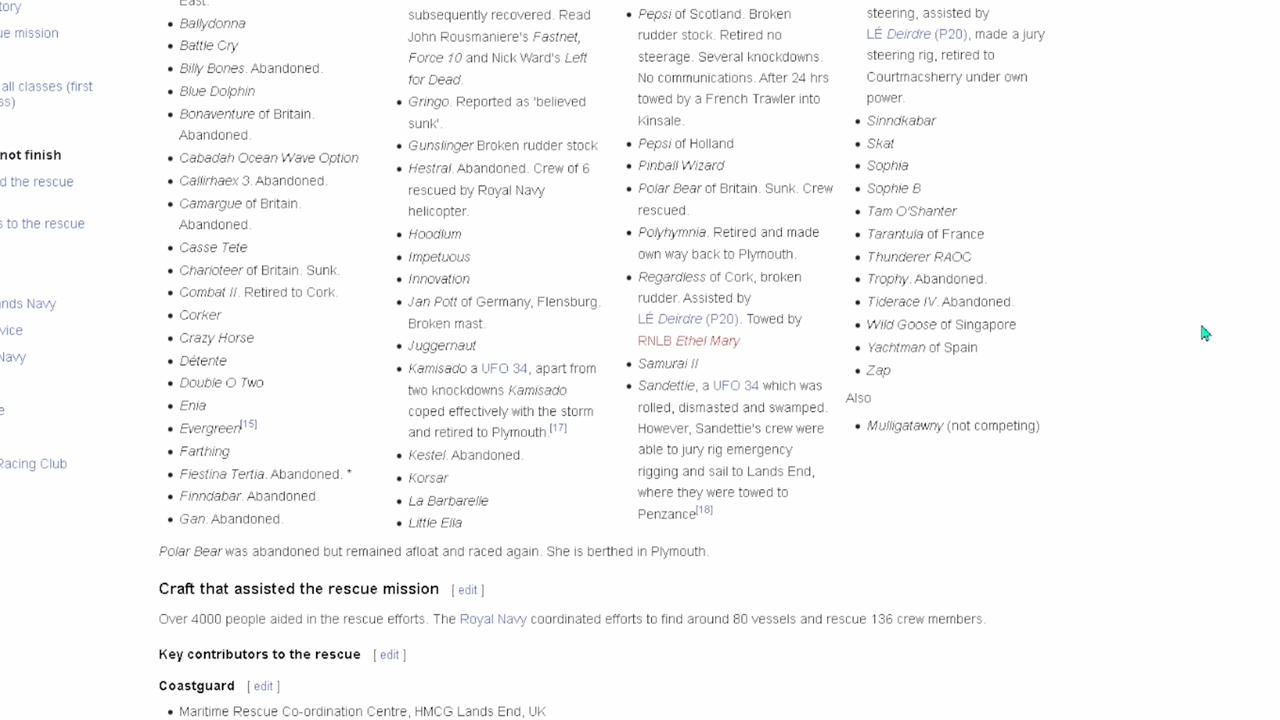 tory
ue mission
all classes (first
ss)
not finish
d the rescue
s to the rescue
nds Navy
vice
Navy
e
Racing Club
East.
Ballydonna
Battle Cry
Billy Bones. Abandoned.
Blue Dolphin
Bonaventure of Britain.
Abandoned.
Cabadah Ocean Wave Option
Callirhaex 3. Abandoned.
Camargue of Britain.
Abandoned.
Casse Tete
Charioteer of Britain. Sunk.
Combat II. Retired to Cork.
Corker
Crazy Horse
Détente
Double O Two
Enia
Evergreen[15]
Farthing
Fiestina Tertia. Abandoned. *
Finndabar. Abandoned.
Gan. Abandoned.
subsequently recovered. Read
John Rousmaniere's Fastnet,
Force 10 and Nick Ward's Left
for Dead.
Gringo. Reported as 'believed
sunk'.
Gunslinger Broken rudder stock
Hestral. Abandoned. Crew of 6
rescued by Royal Navy
helicopter.
Hoodlum
Impetuous
Innovation
Jan Pott of Germany, Flensburg.
Broken mast.
Juggernaut
Kamisado a UFO 34, apart from
two knockdowns Kamisado
coped effectively with the storm
and retired to Plymouth.[17]
Kestel. Abandoned.
Korsar
La Barbarelle
Little Ella
Pepsi of Scotland. Broken
rudder stock. Retired no
steerage. Several knockdowns.
No communications. After 24 hrs
towed by a French Trawler into
Kinsale.
Pepsi of Holland
Pinball Wizard
Polar Bear of Britain. Sunk. Crew
rescued.
Polyhymnia. Retired and made
own way back to Plymouth.
Regardless of Cork, broken
rudder. Assisted by
LÉ Deirdre (P20). Towed by
RNLB Ethel Mary
Samurai II
Sandettie, a UFO 34 which was
rolled, dismasted and swamped.
However, Sandettie's crew were
able to jury rig emergency
rigging and sail to Lands End,
where they were towed to
Penzance[18]
steering, assisted by
LÉ Deirdre (P20), made a jury
steering rig, retired to
Courtmacsherry under own
power.
Sinndkabar
Skat
Sophia
Sophie B
Tam O'Shanter
Tarantula of France
Thunderer RAOC
Trophy. Abandoned.
Tiderace IV. Abandoned.
Wild Goose of Singapore
Yachtman of Spain
Zap
Also
Mulligatawny (not competing)
Polar Bear was abandoned but remained afloat and raced again. She is berthed in Plymouth.
Craft that assisted the rescue mission [ edit ]
Over 4000 people aided in the rescue efforts. The Royal Navy coordinated efforts to find around 80 vessels and rescue 136 crew members.
Key contributors to the rescue [ edit ]
Coastguard [ edit ]
Maritime Rescue Co-ordination Centre, HMCG Lands End, UK